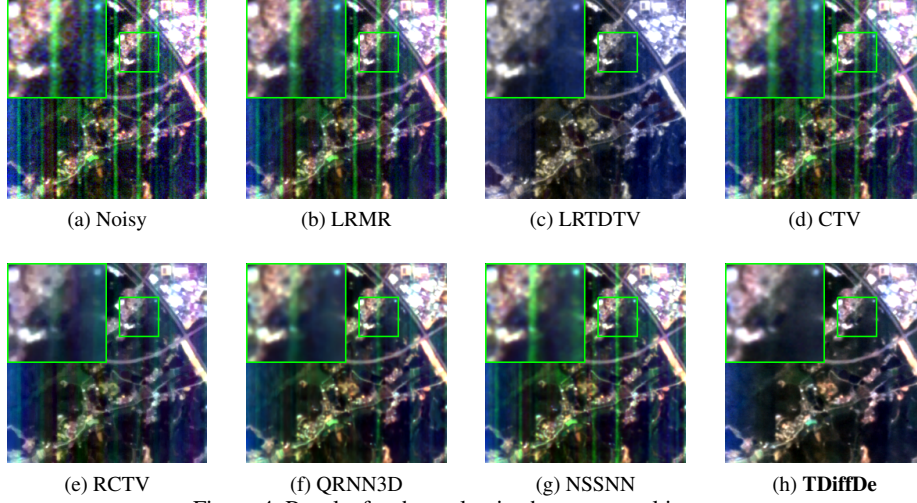 (a) Noisy
(b) LRMR
(c) LRTDTV
(d) CTV
(e) RCTV
(f) QRNN3D
(g) NSSNN
(h) TDiffDe